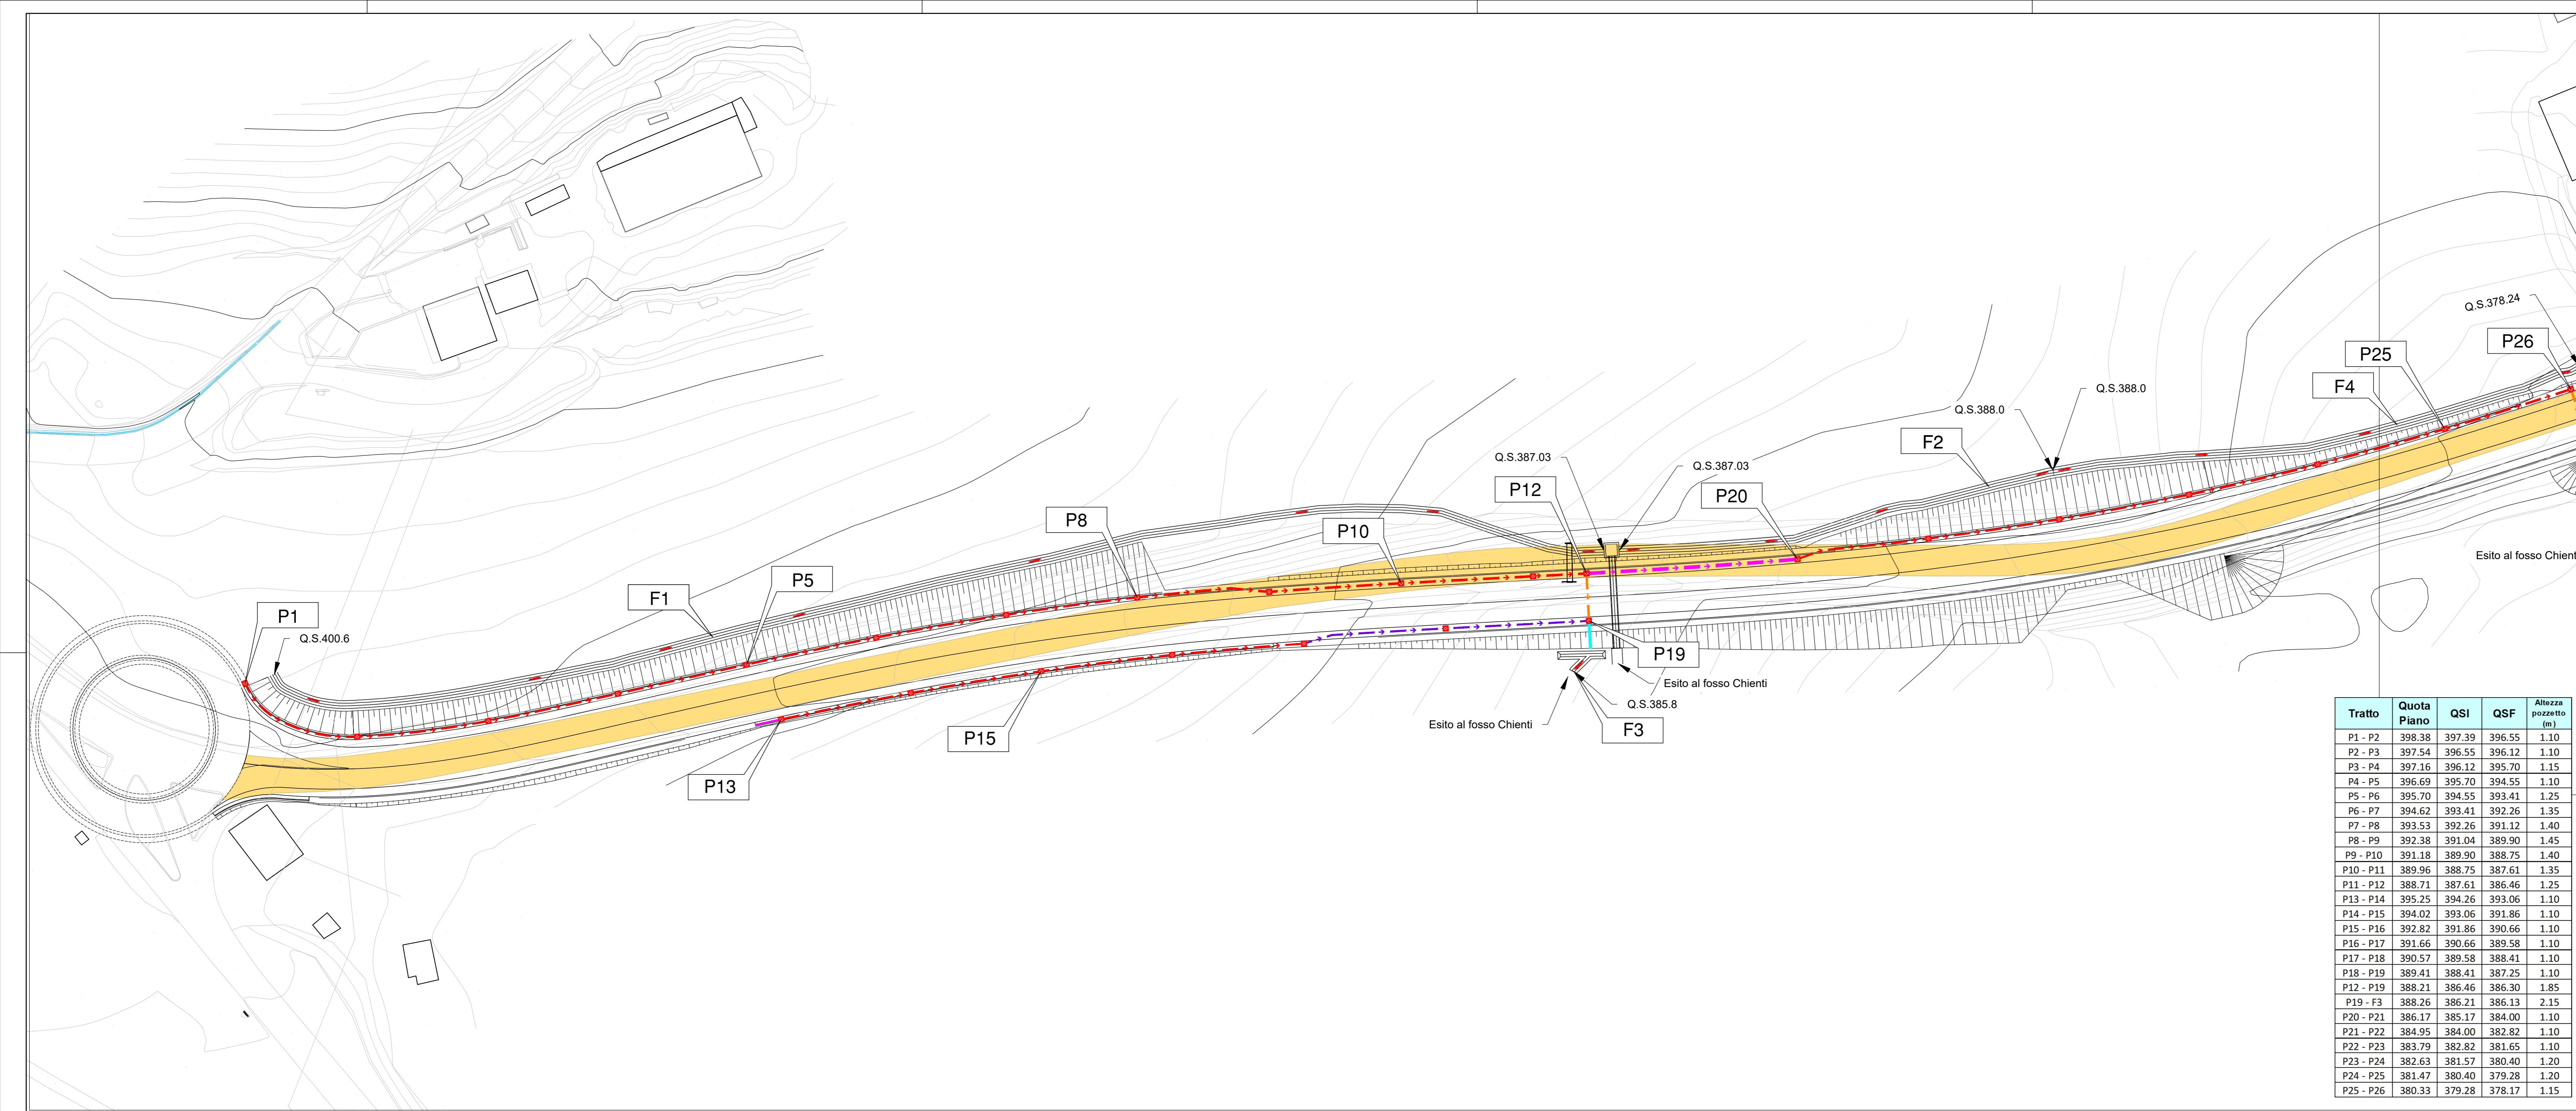 Q.S.378.24
P26
P25
F4
Q.S.388.0
Q.S.388.0
F2
Q.S.387.03
Q.S.387.03
P12
P20
P8
P10
P5
F1
P1
Q.S.400.6
Esito al fosso Chient
P19
Esito al fosso Chienti
Q.S.385.8
Esito al fosso Chienti
F3
P15
P13
Tratto Quota Piano QSI QSF Altezza pozzetto (m)
P1 - P2 398.38 397.39 396.55 1.10
P2 - P3 397.54 396.55 396.12 1.10
P3 - P4 397.16 396.12 395.70 1.15
P4 - P5 396.69 395.70 394.55 1.10
P5 - P6 395.70 394.55 393.41 1.25
P6 - P7 394.62 393.41 392.26 1.35
P7 - P8 393.53 392.26 391.12 1.40
P8 - P9 392.38 391.04 389.90 1.45
P9 - P10 391.18 389.90 388.75 1.40
P10 - P11 389.96 388.75 387.61 1.35
P11 - P12 388.71 387.61 386.46 1.25
P13 - P14 395.25 394.26 393.06 1.10
P14 - P15 394.02 393.06 391.86 1.10
P15 - P16 392.82 391.86 390.66 1.10
P16 - P17 391.66 390.66 389.58 1.10
P17 - P18 390.57 389.58 388.41 1.10
P18 - P19 389.41 388.41 387.25 1.10
P12 - P19 388.21 386.46 386.30 1.85
P19 - F3 388.26 386.21 386.13 2.15
P20 - P21 386.17 385.17 384.00 1.10
P21 - P22 384.95 384.00 382.82 1.10
P22 - P23 383.79 382.82 381.65 1.10
P23 - P24 382.63 381.57 380.40 1.20
P24 - P25 381.47 380.40 379.28 1.20
P25 - P26 380.33 379.28 378.17 1.15